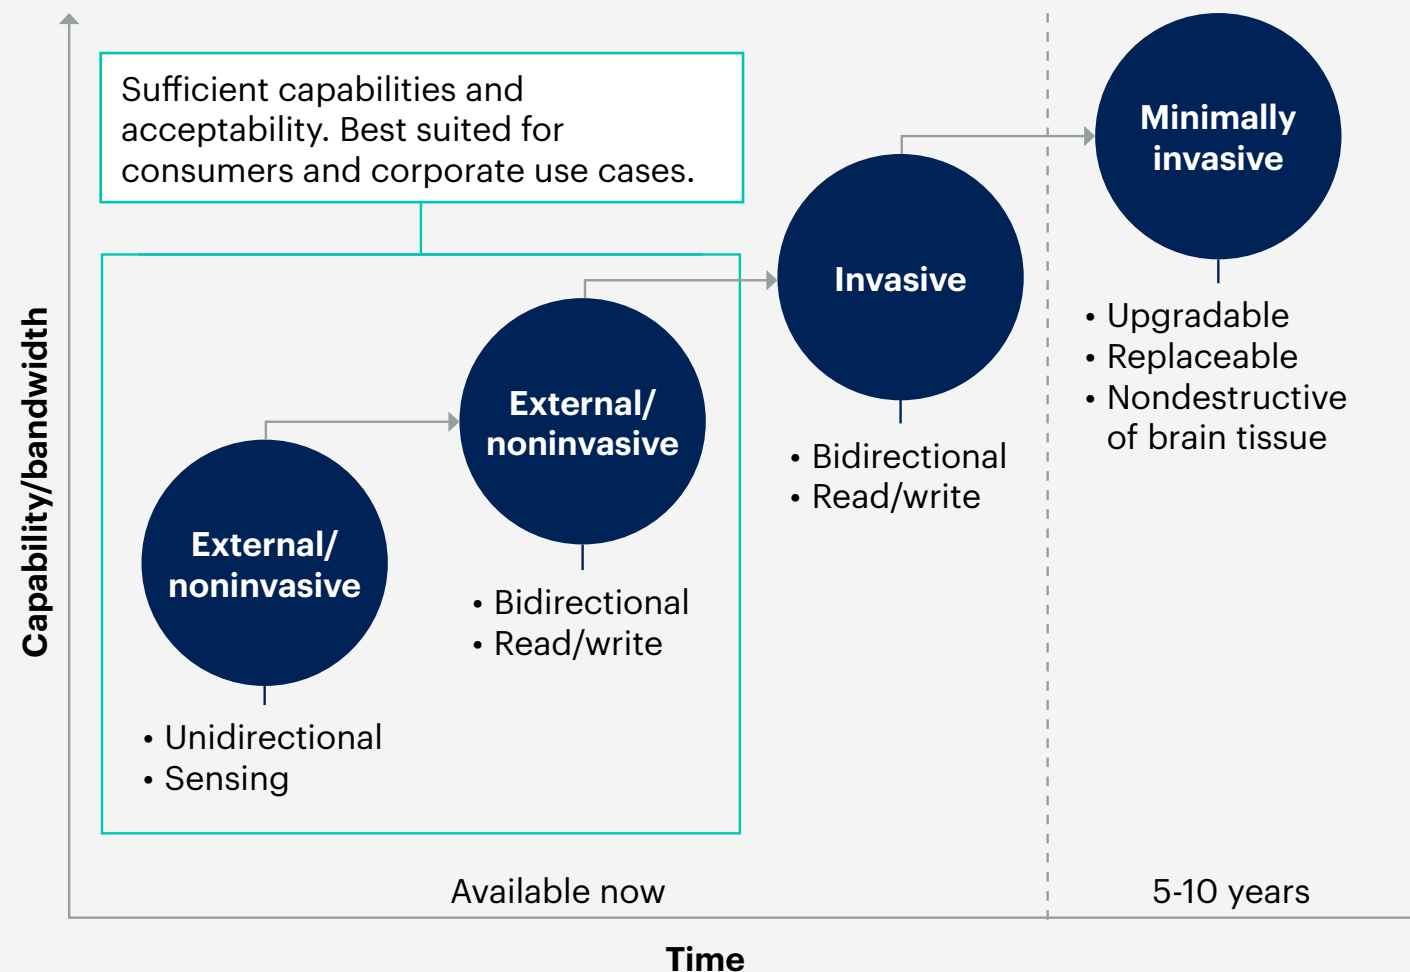 Sufficient capabilities and
acceptability. Best suited for
consumers and corporate use cases.
Capability/bandwidth
External/
noninvasive
• Unidirectional
• Sensing
External/
noninvasive
• Bidirectional
• Read/write
Invasive
• Bidirectional
• Read/write
Minimally
invasive
• Upgradable
• Replaceable
• Nondestructive
of brain tissue
Available now
5-10 years
Time